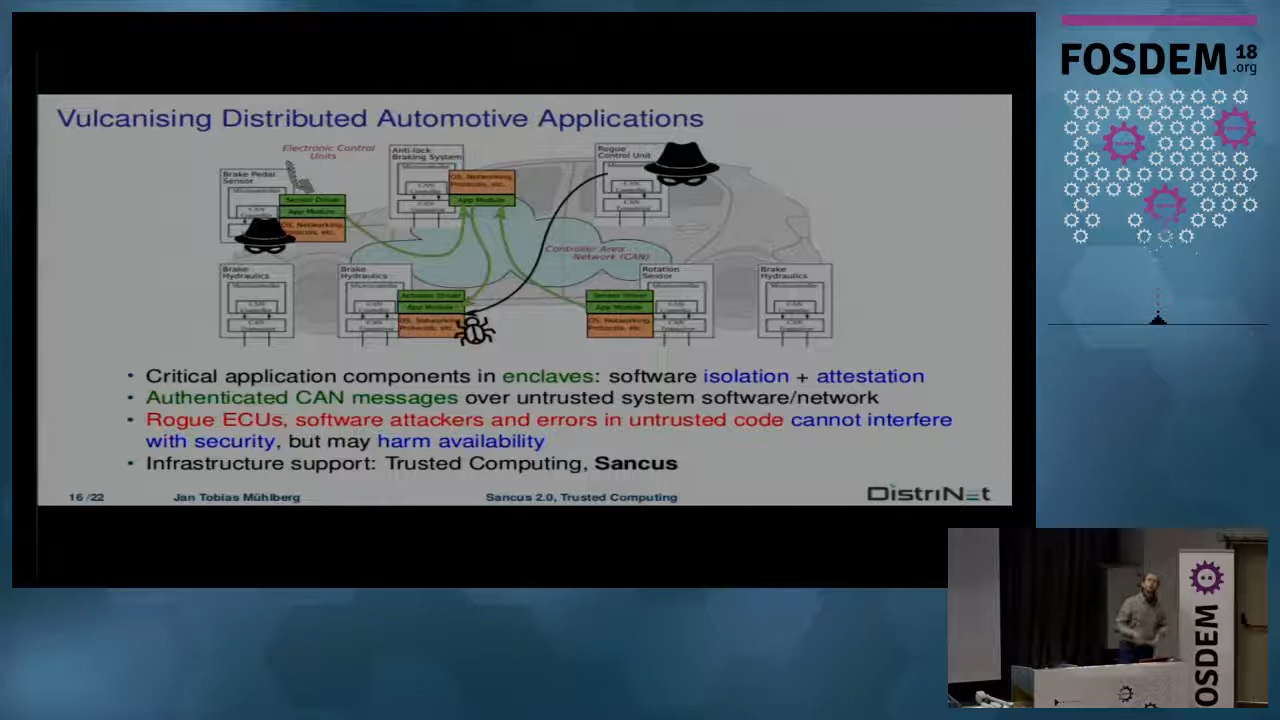 FOSDEM 18
.org
Vulcanising Distributed Automotive Applications
Electronic Control
Units
Anti-lock
Braking System
Rogue
Control Unit
Brake Pedal
Sensor
OS, Networking
Protocols, etc.
App Module
Sensor Driver
App Module
OS, Networking
Protocols, etc.
Controller Area
Network (CAN)
Brake
Hydraulics
Brake
Hydraulics
Rotation
Sensor
Brake
Hydraulics
Actuator Driver
App Module
OS, Networking
Protocols, etc.
Sensor Driver
App Module
OS, Networking
Protocols, etc.
• Critical application components in enclaves: software isolation + attestation
• Authenticated CAN messages over untrusted system software/network
• Rogue ECUs, software attackers and errors in untrusted code cannot interfere
with security, but may harm availability
• Infrastructure support: Trusted Computing, Sancus
16 /22
Jan Tobias Mühlberg
Sancus 2.0, Trusted Computing
DistriNet
OSDEM